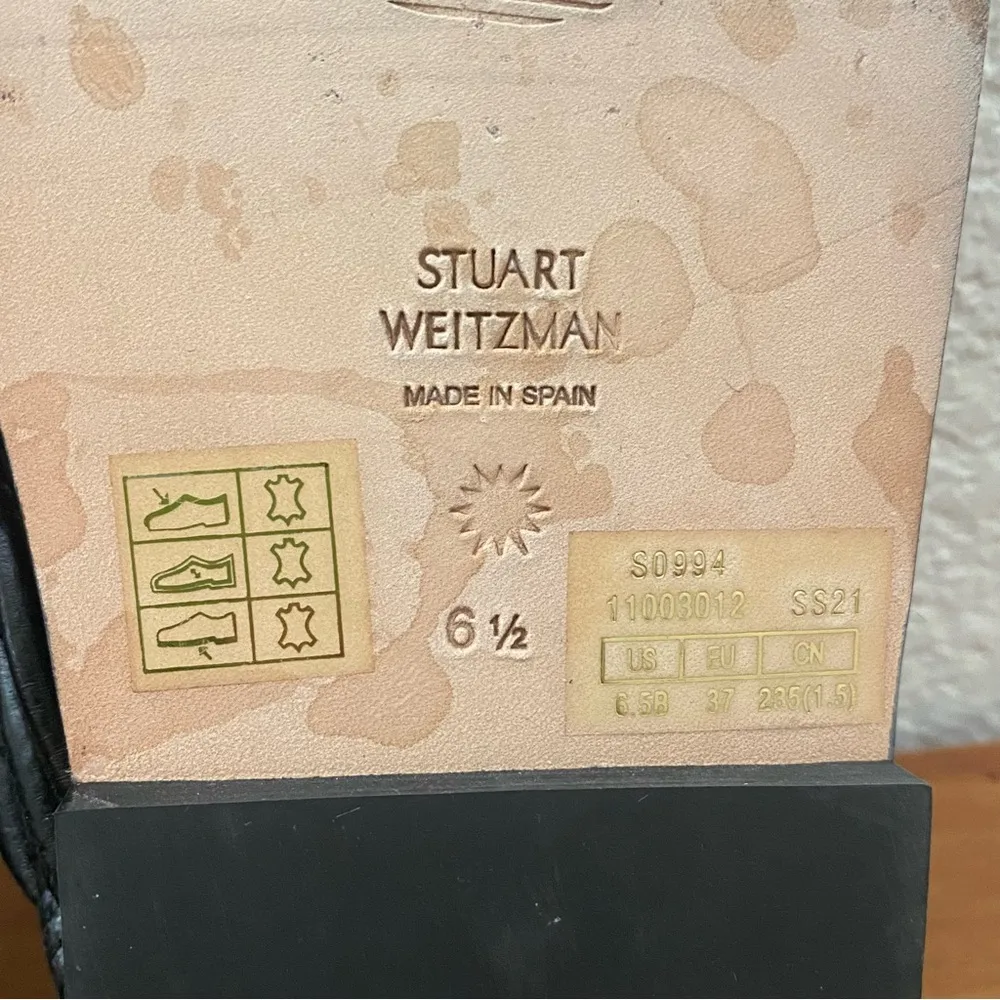 STUART
WEITZMAN
MADE IN SPAIN
6 ½
S0994
11003012 SS21
US EU CN
6.5B 37 235(1.5)